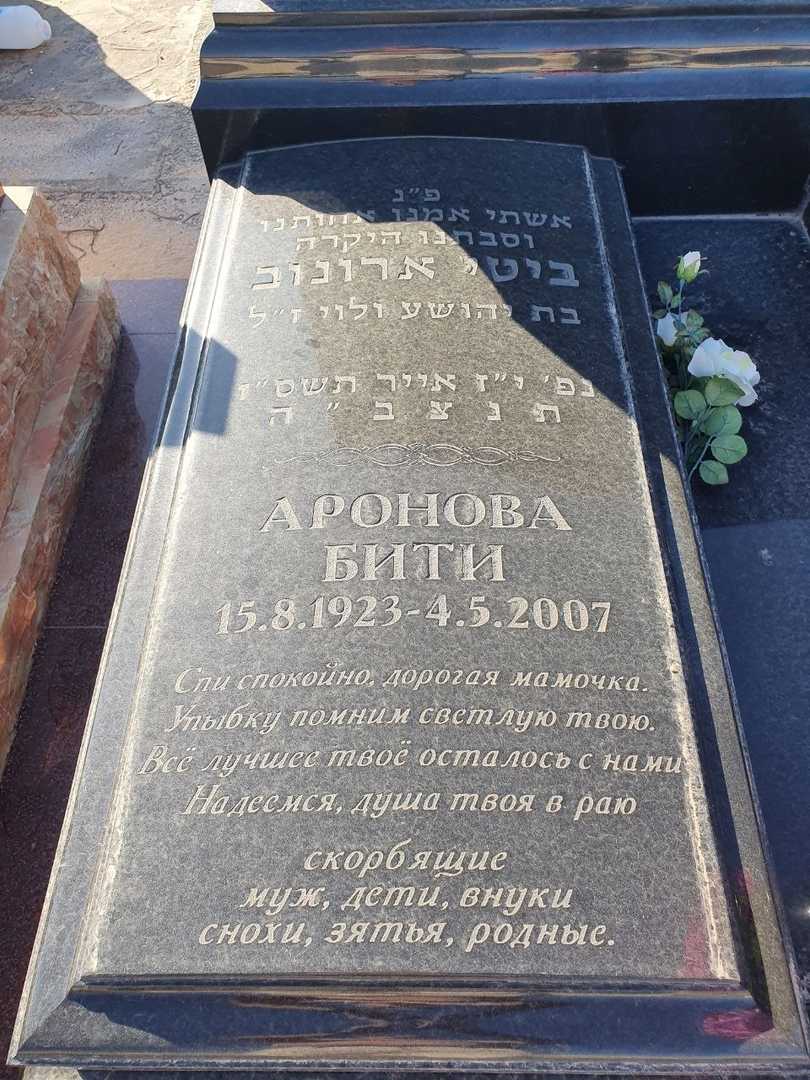 פ״נ
אשתי אמנו אחותנו
וסבתנו היקרה
ביטי ארונוב
בת יהושע ולוי ז״ל
נפ׳ י״ז אייר תשס״ז
ת נ צ ב ״ ה
АРОНОВА
БИТИ
15.8.1923-4.5.2007
Спи спокойно, дорогая мамочка.
Улыбку помним светлую твою.
Всё лучшее твоё осталось с нами
Надеемся, душа твоя в раю
скорбящие
муж, дети, внуки
снохи, зятья, родные.